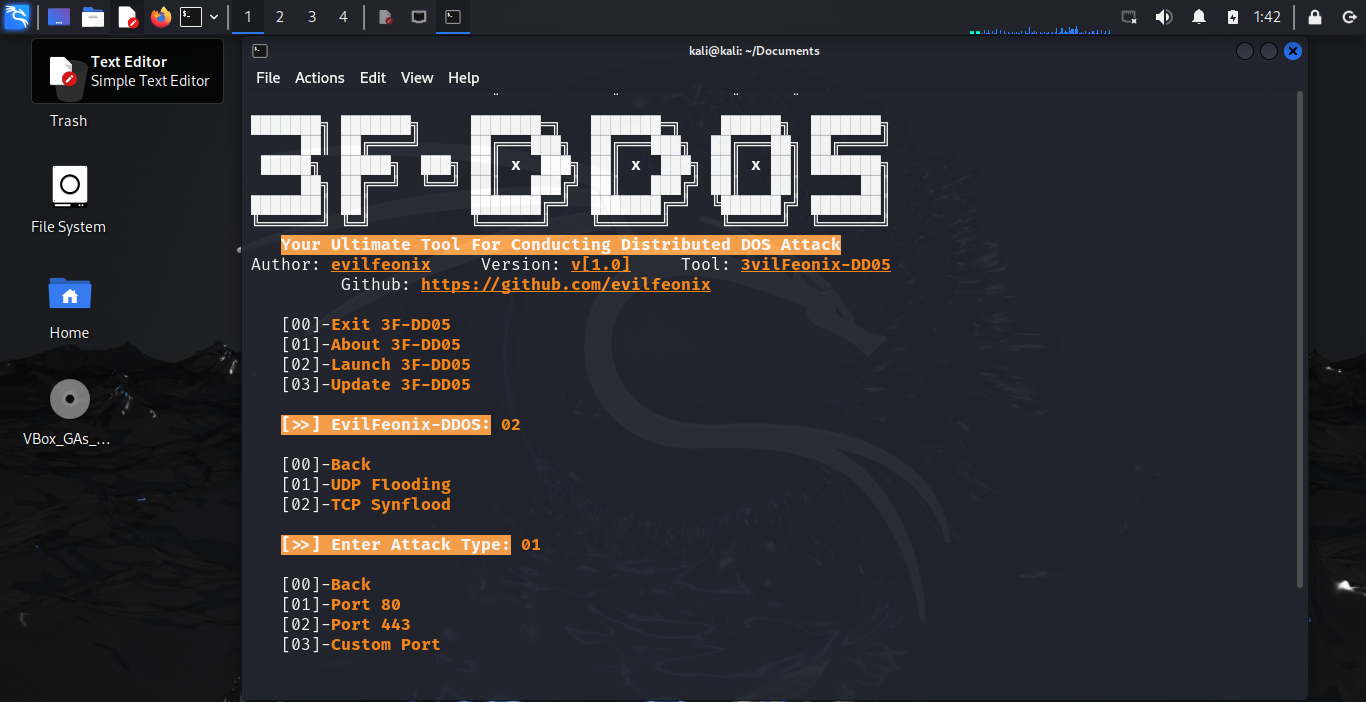 1 2 3 4 1:42
Text Editor
Simple Text Editor
Trash
File System
Home
VBox_GAs_...
kali@kali: ~/Documents
File Actions Edit View Help
3F-DDOS
x x x
Your Ultimate Tool For Conducting Distributed DOS Attack
Author: evilfeonix Version: v[1.0] Tool: 3vilFeonix-DD05
Github: https://github.com/evilfeonix
[00]-Exit 3F-DD05
[01]-About 3F-DD05
[02]-Launch 3F-DD05
[03]-Update 3F-DD05
[>>] EvilFeonix-DDOS: 02
[00]-Back
[01]-UDP Flooding
[02]-TCP Synflood
[>>] Enter Attack Type: 01
[00]-Back
[01]-Port 80
[02]-Port 443
[03]-Custom Port